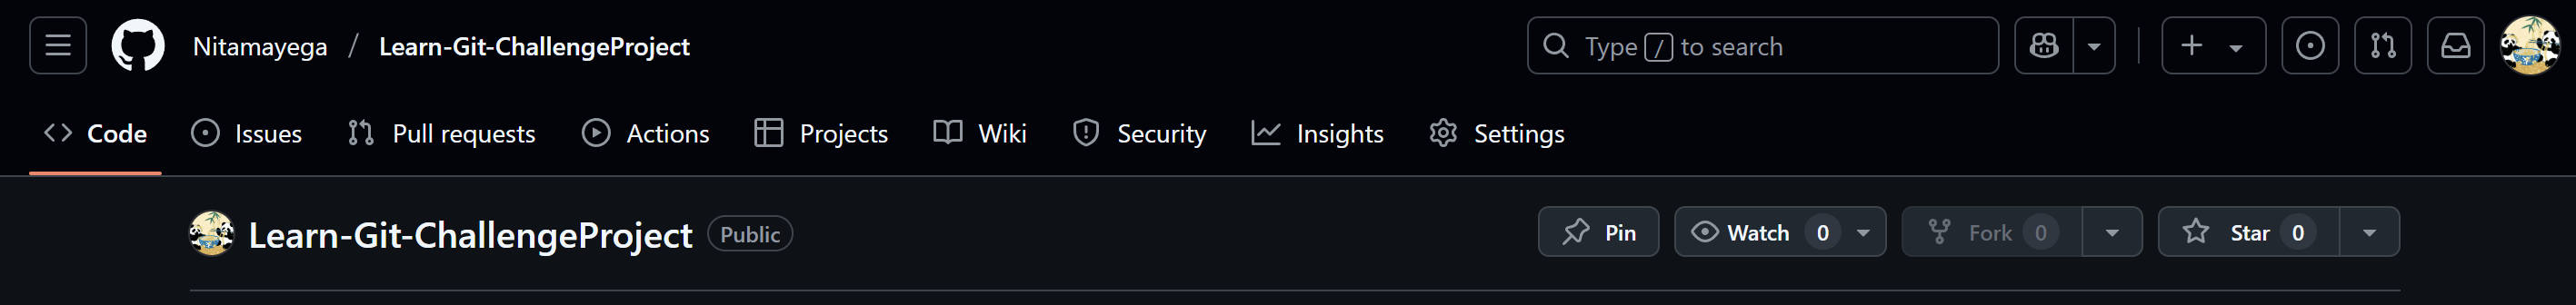 Nitamayega / Learn-Git-ChallengeProject
Type / to search
Code Issues Pull requests Actions Projects Wiki Security Insights Settings
Learn-Git-ChallengeProject Public
Pin Watch 0 Fork 0 Star 0